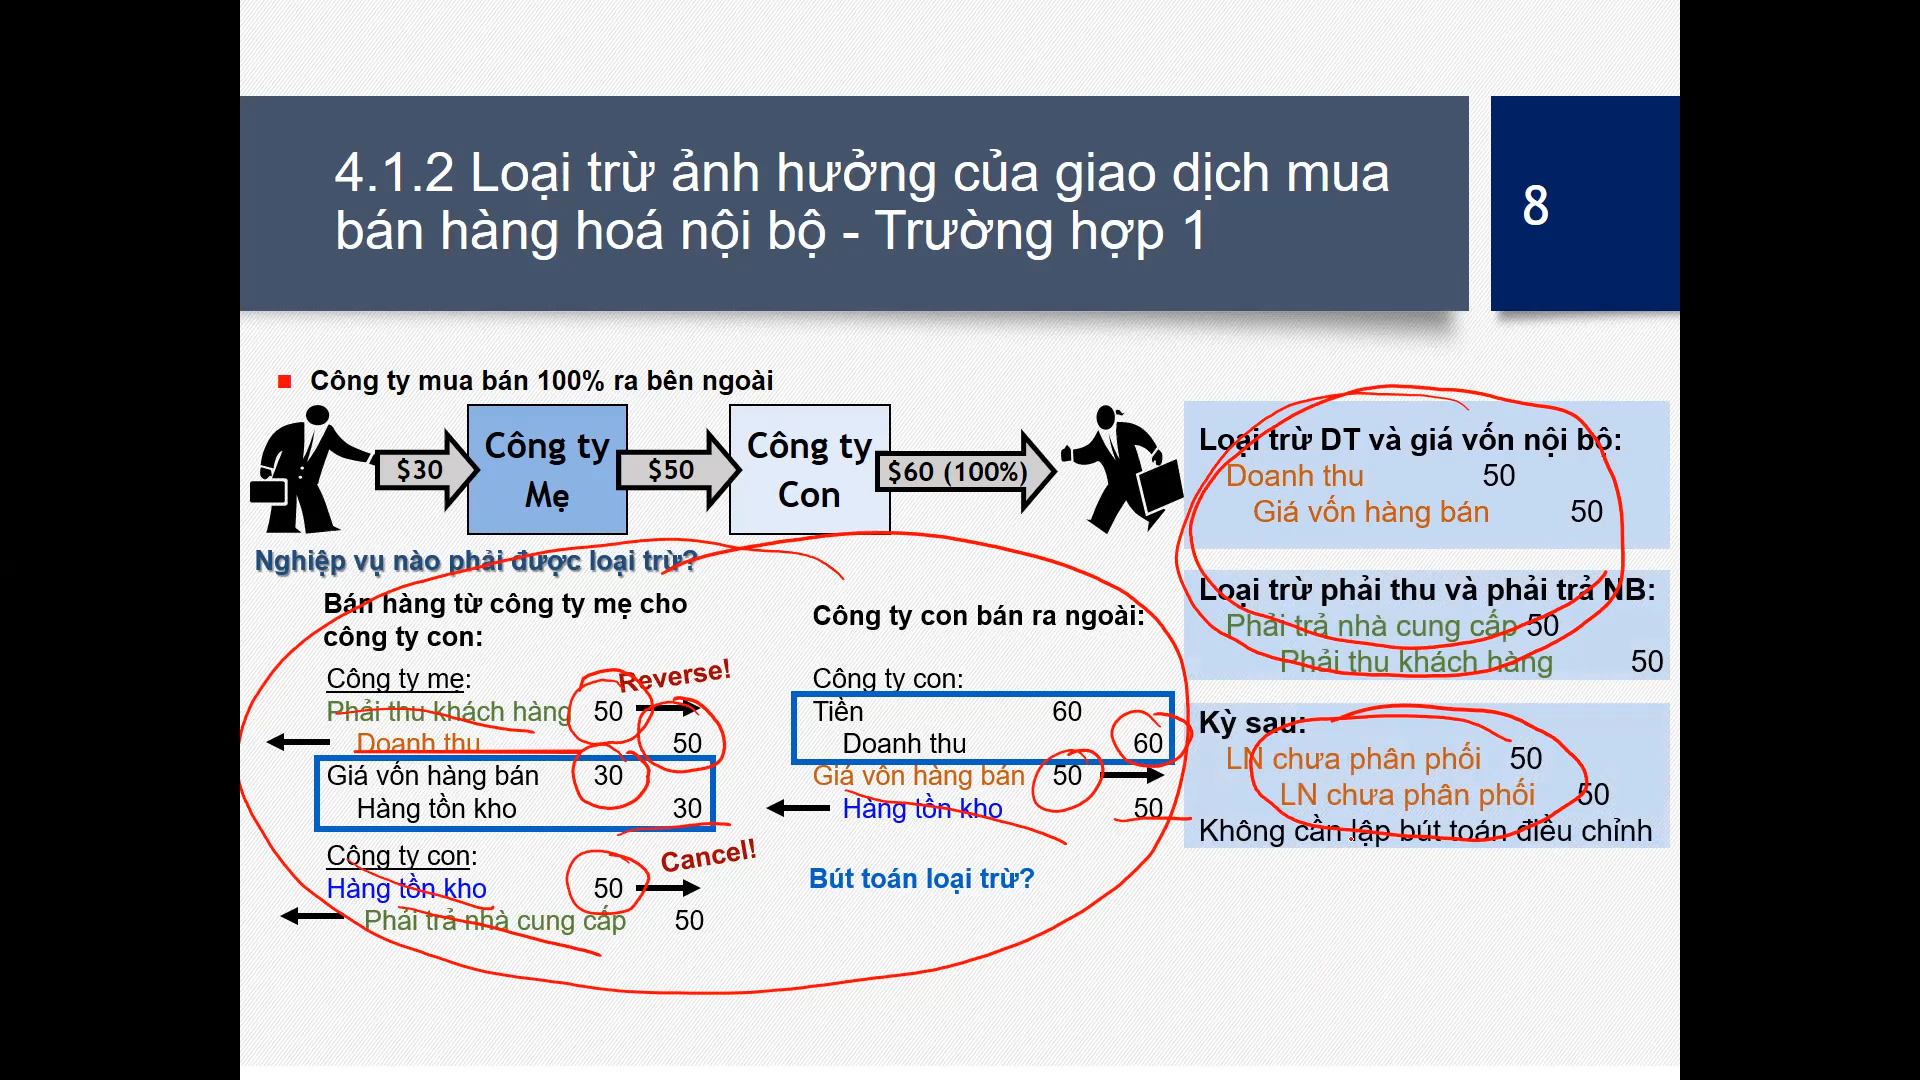 4.1.2 Loại trừ ảnh hưởng của giao dịch mua
bán hàng hoá nội bộ - Trường hợp 1
8
Công ty mua bán 100% ra bên ngoài
$30
Công ty
Mẹ
$50
Công ty
Con
$60 (100%)
Nghiệp vụ nào phải được loại trừ?
Bán hàng từ công ty mẹ cho
công ty con:
Công ty mẹ:
Reverse!
Phải thu khách hàng 50
Doanh thu 50
Giá vốn hàng bán 30
Hàng tồn kho 30
Công ty con:
Cancel!
Hàng tồn kho 50
Phải trả nhà cung cấp 50
Công ty con bán ra ngoài:
Công ty con:
Tiền 60
Doanh thu 60
Giá vốn hàng bán 50
Hàng tồn kho 50
Bút toán loại trừ?
Loại trừ DT và giá vốn nội bộ:
Doanh thu 50
Giá vốn hàng bán 50
Loại trừ phải thu và phải trả NB:
Phải trả nhà cung cấp 50
Phải thu khách hàng 50
Kỳ sau:
LN chưa phân phối 50
LN chưa phân phối 50
Không cần lập bút toán điều chỉnh